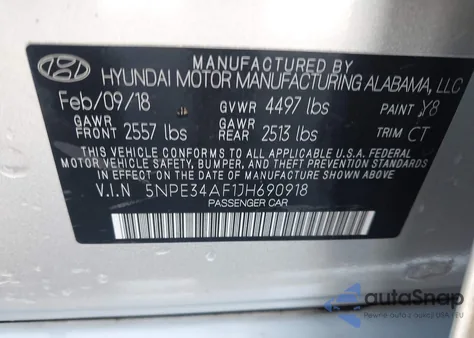 MANUFACTURED BY
HYUNDAI MOTOR MANUFACTURING ALABAMA, LLC
Feb/09/18 GVWR 4497 lbs PAINT Y8
GAWR FRONT 2557 lbs GAWR REAR 2513 lbs TRIM CT
THIS VEHICLE CONFORMS TO ALL APPLICABLE U.S.A FEDERAL
MOTOR VEHICLE SAFETY, BUMPER, AND THEFT PREVENTION
STANDARDS IN EFFECT ON THE DATE OF MANUFACTURE SHOWN ABOVE.
V.I.N 5NPE34AF1JH690918
PASSENGER CAR
autoSnap